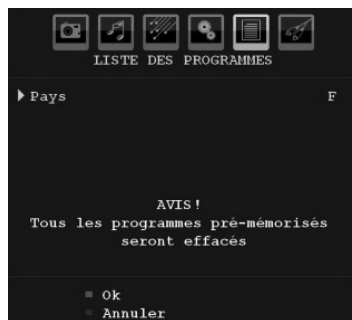 LISTE DES PROGRAMMES
Pays F
AVIS!
Tous les programmes pré-mémorisés
seront effacés
Ok
Annuler